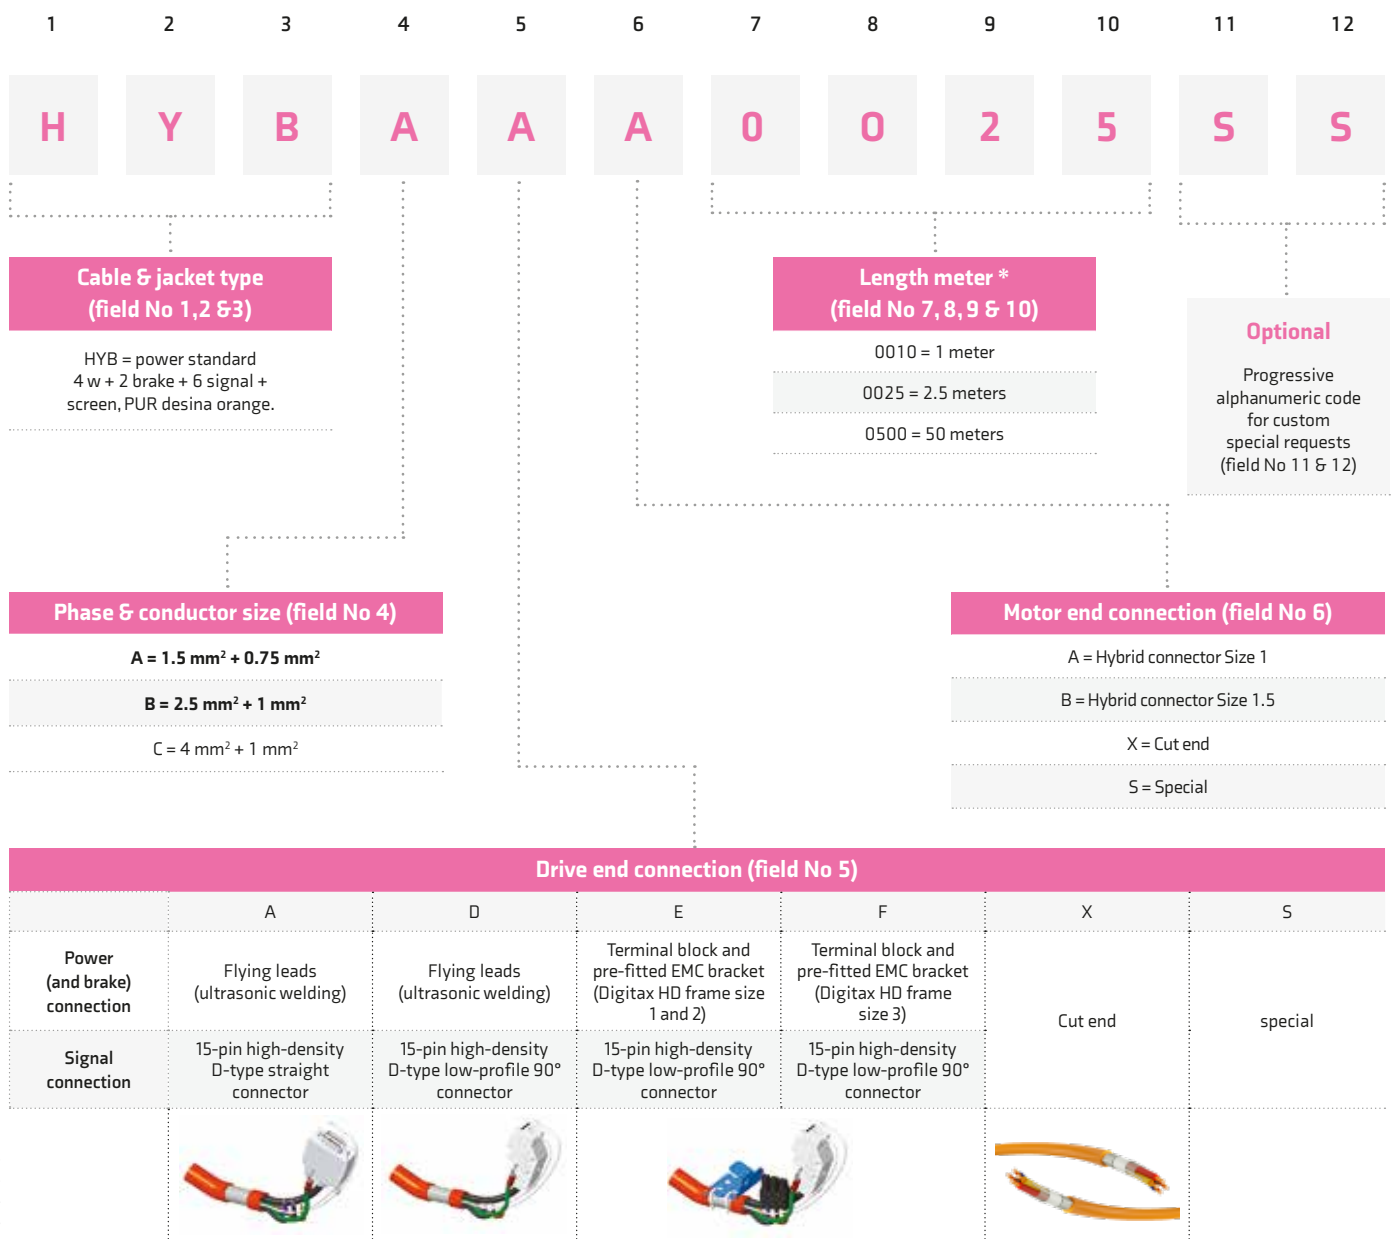 1 2 3 4 5 6 7 8 9 10 11 12
H Y B A A A 0 0 2 5 S S
Cable & jacket type
(field No 1,2 &3)
HYB = power standard
4 w + 2 brake + 6 signal +
screen, PUR desina orange.
Length meter *
(field No 7, 8, 9 & 10)
0010 = 1 meter
0025 = 2.5 meters
0500 = 50 meters
Optional
Progressive
alphanumeric code
for custom
special requests
(field No 11 & 12)
Phase & conductor size (field No 4)
A = 1.5 mm² + 0.75 mm²
B = 2.5 mm² + 1 mm²
C = 4 mm² + 1 mm²
Motor end connection (field No 6)
A = Hybrid connector Size 1
B = Hybrid connector Size 1.5
X = Cut end
S = Special
Drive end connection (field No 5)
A D E F X S
Power
(and brake)
connection
Flying leads
(ultrasonic welding)
Flying leads
(ultrasonic welding)
Terminal block and
pre-fitted EMC bracket
(Digitax HD frame size
1 and 2)
Terminal block and
pre-fitted EMC bracket
(Digitax HD frame
size 3)
Cut end
special
Signal
connection
15-pin high-density
D-type straight
connector
15-pin high-density
D-type low-profile 90°
connector
15-pin high-density
D-type low-profile 90°
connector
15-pin high-density
D-type low-profile 90°
connector